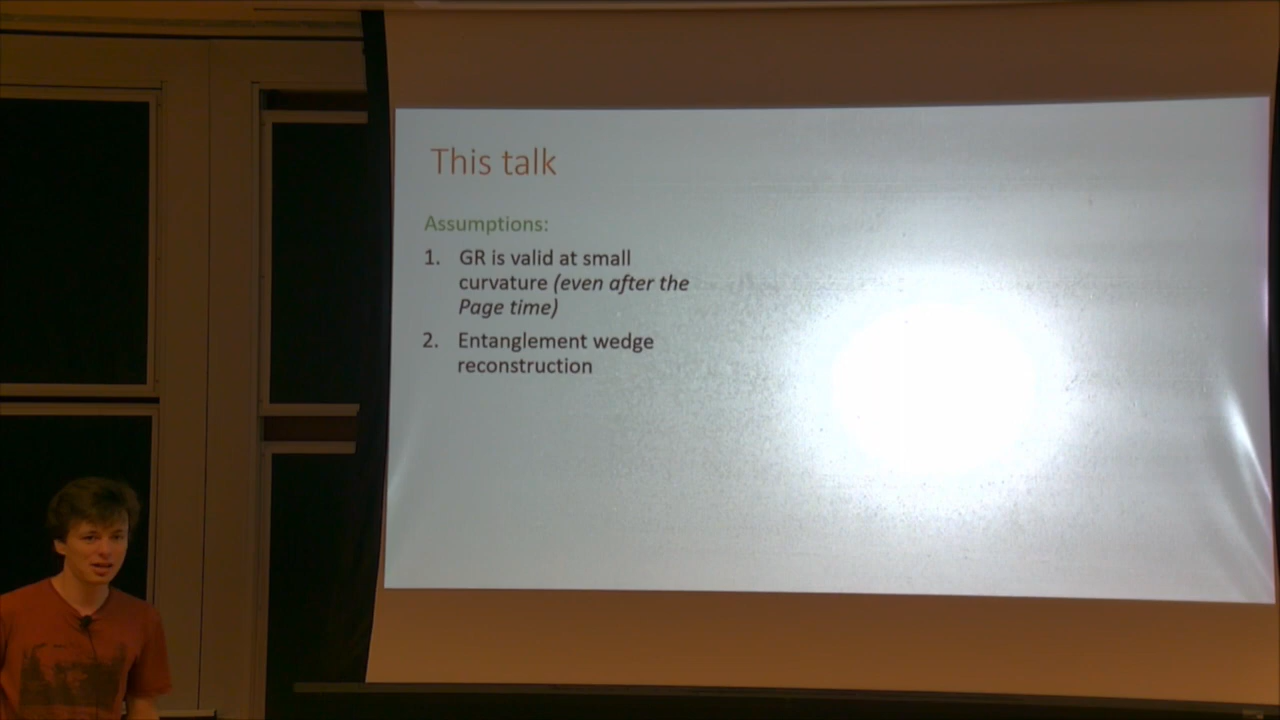 This talk
Assumptions:
1. GR is valid at small
curvature (even after the
Page time)
2. Entanglement wedge
reconstruction